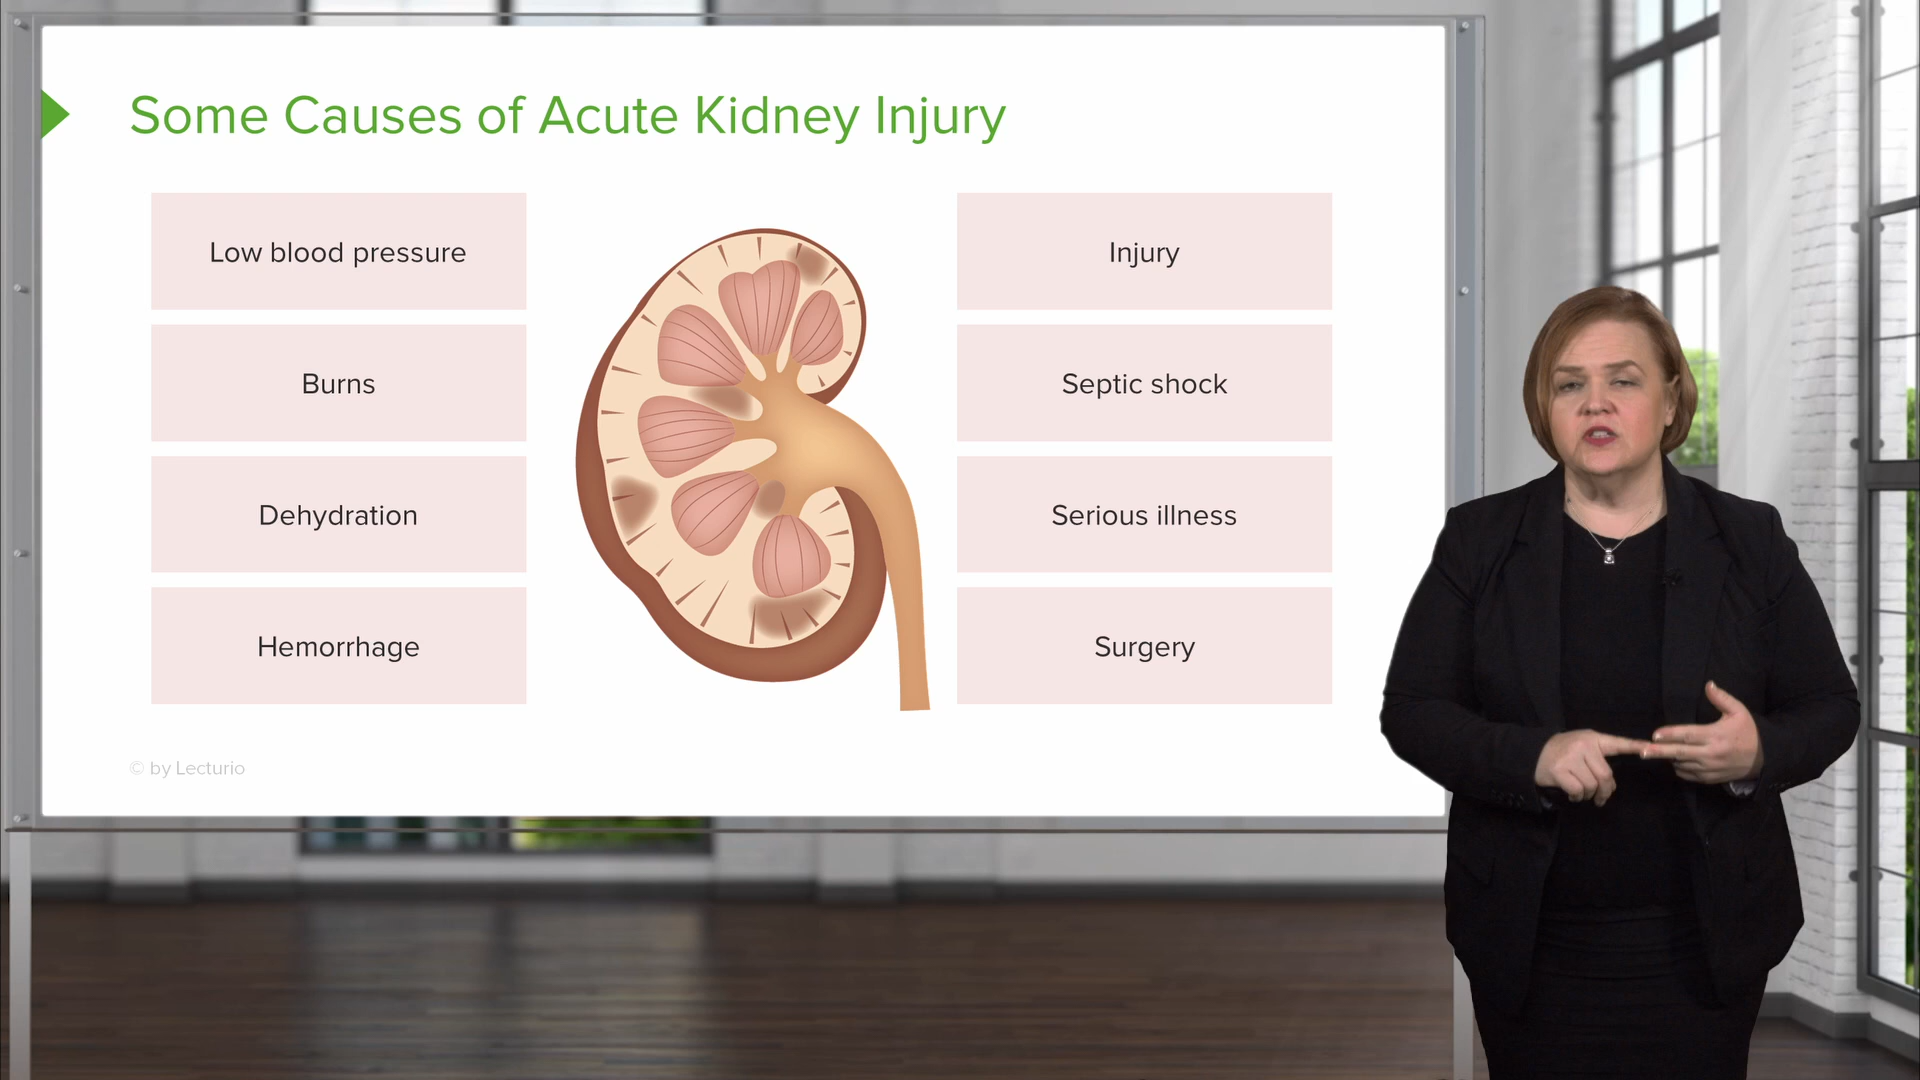 Some Causes of Acute Kidney Injury
Low blood pressure
Burns
Dehydration
Hemorrhage
Injury
Septic shock
Serious illness
Surgery
© by Lecturio